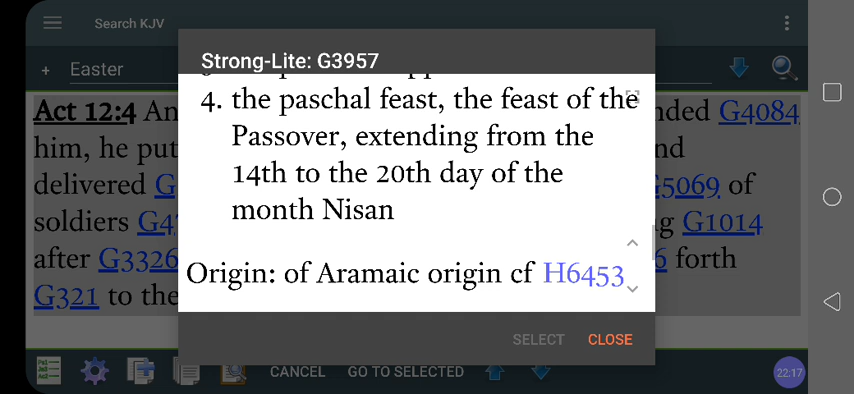 Search KJV
+ Easter
Strong-Lite: G3957
4. the paschal feast, the feast of the
Passover, extending from the
14th to the 20th day of the
month Nisan
Origin: of Aramaic origin cf H6453
SELECT CLOSE
Act 12:4 An nded G4084
him, he put nd
delivered G G5069 of
soldiers G4 g G1014
after G3326 6 forth
G321 to the
CANCEL GO TO SELECTED
22:17